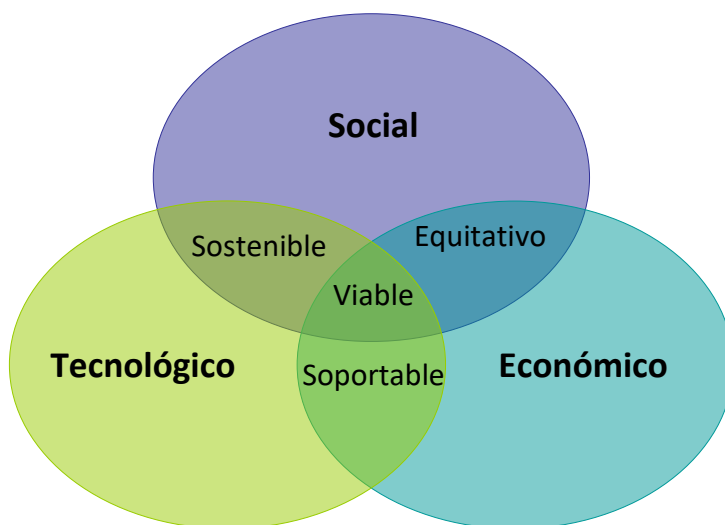 Social
Sostenible
Equitativo
Viable
Tecnológico
Soportable
Económico